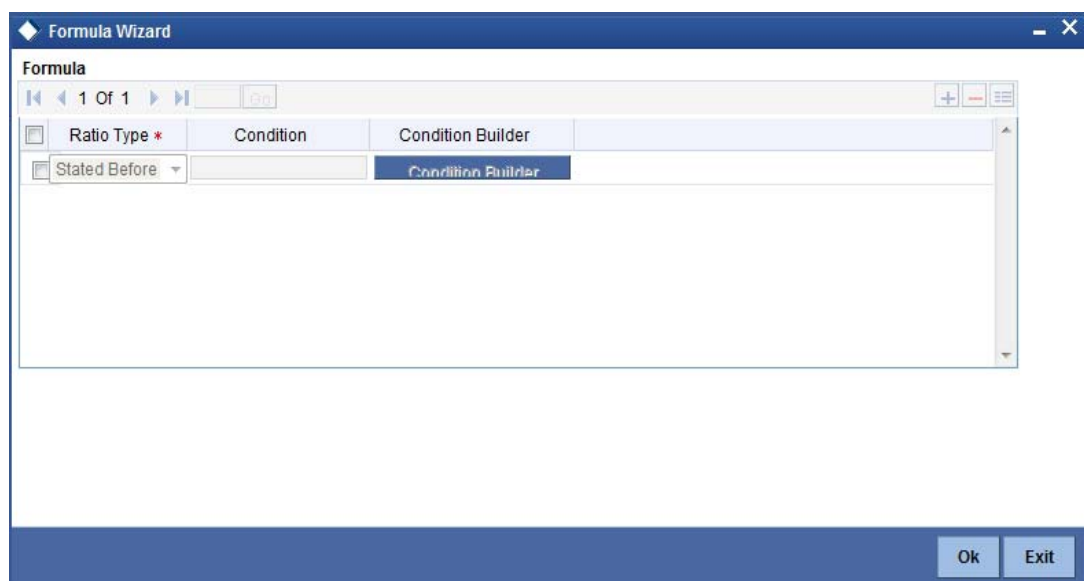 Formula Wizard
Formula
1 Of 1 Go
Ratio Type * Condition Condition Builder
Stated Before Condition Builder
Ok Exit